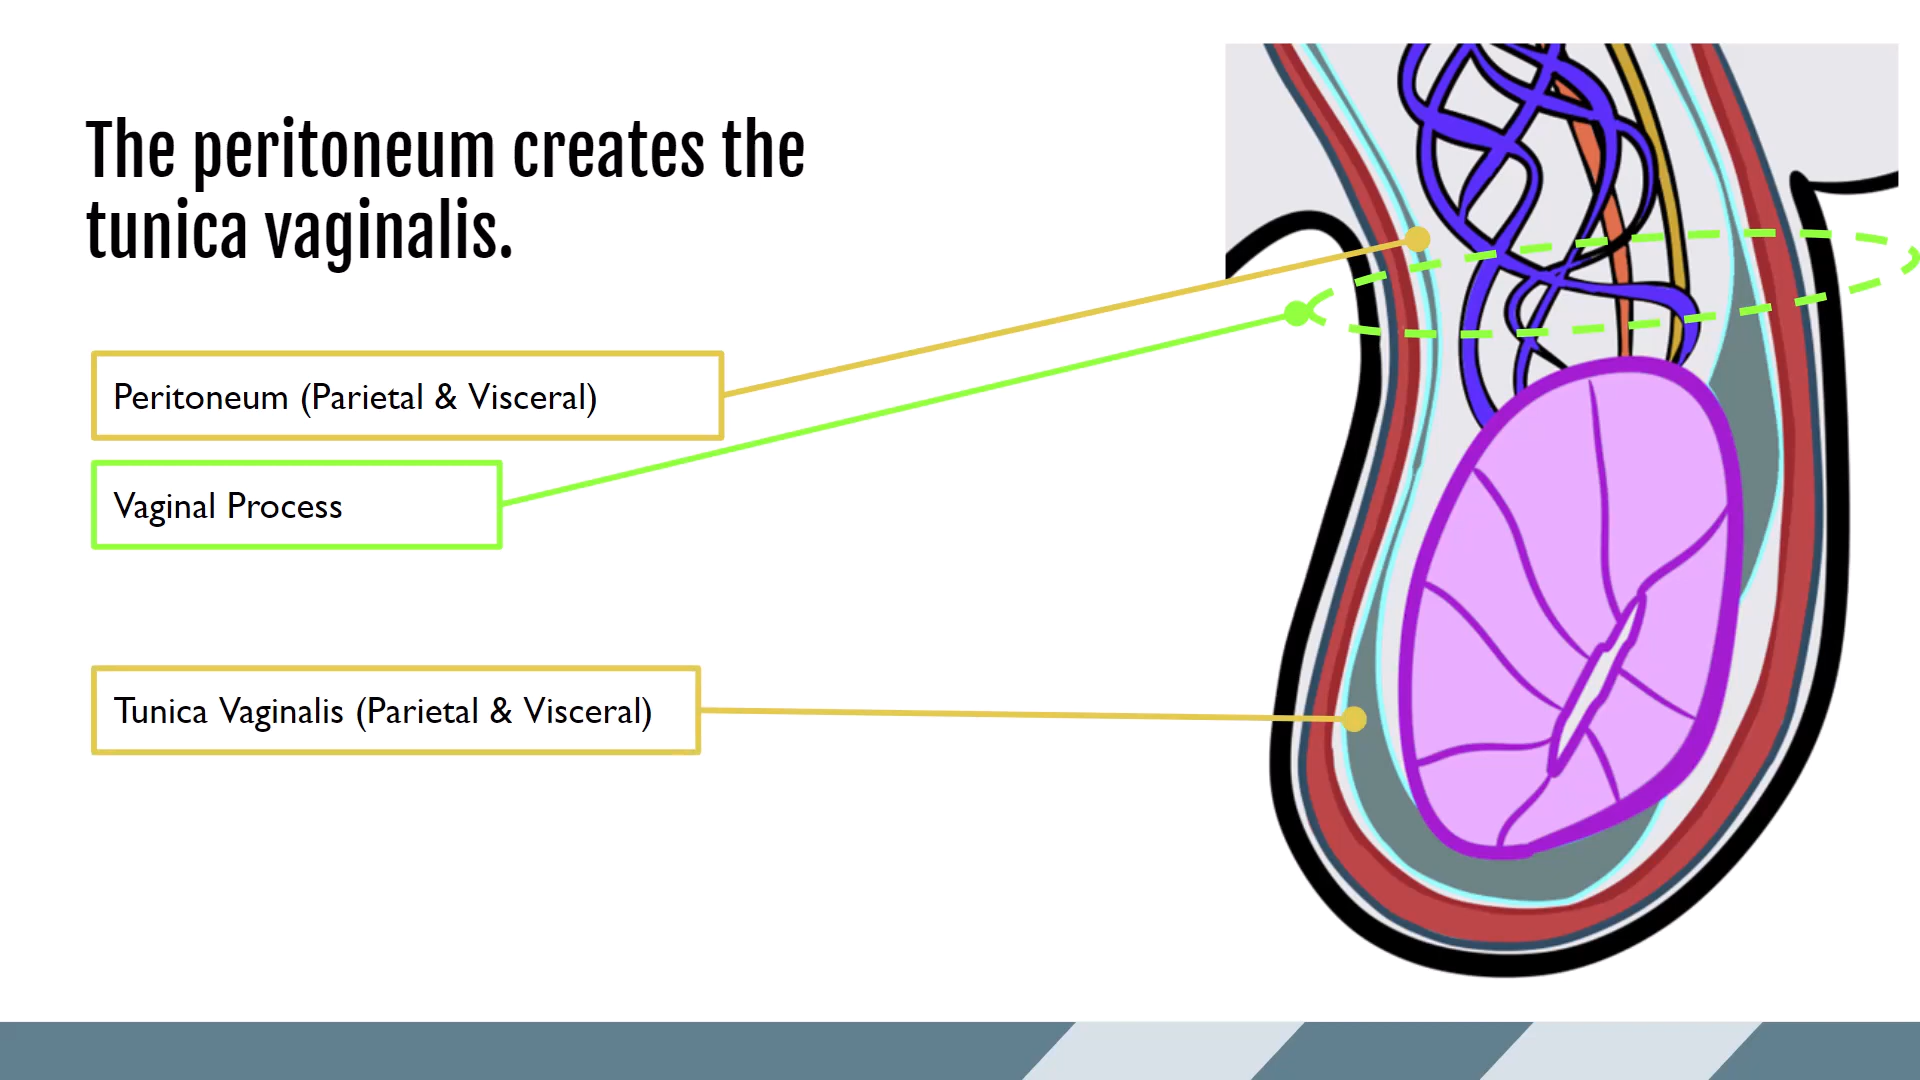 The peritoneum creates the
tunica vaginalis.
Peritoneum (Parietal & Visceral)
Vaginal Process
Tunica Vaginalis (Parietal & Visceral)